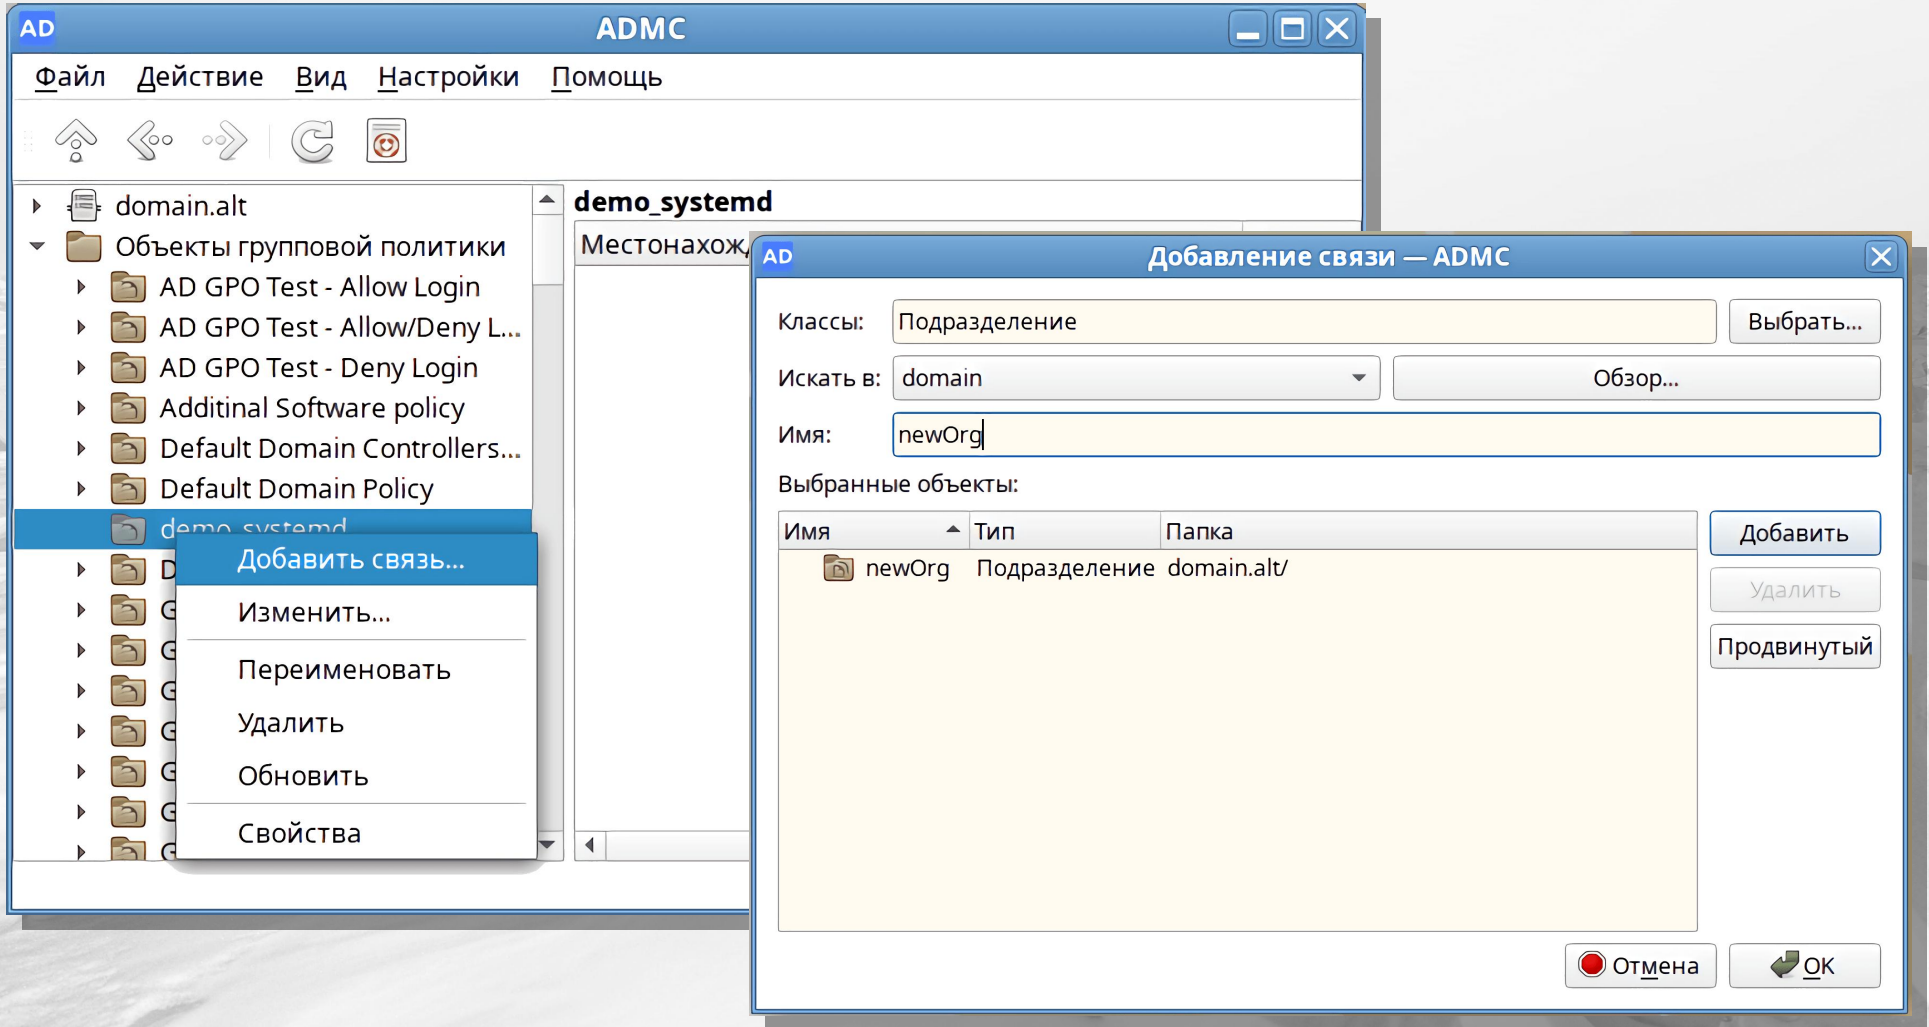 AD
ADMC
Файл Действие Вид Настройки Помощь
domain.alt
Объекты групповой политики
AD GPO Test - Allow Login
AD GPO Test - Allow/Deny L...
AD GPO Test - Deny Login
Additinal Software policy
Default Domain Controllers...
Default Domain Policy
demo_systemd
Добавить связь...
Изменить...
Переименовать
Удалить
Обновить
Свойства
demo_systemd
AD
Добавление связи — ADMC
Классы: Подразделение Выбрать...
Искать в: domain Обзор...
Имя: newOrg
Выбранные объекты:
Имя Тип Папка
newOrg Подразделение domain.alt/
Добавить
Удалить
Продвинутый
Отмена OK